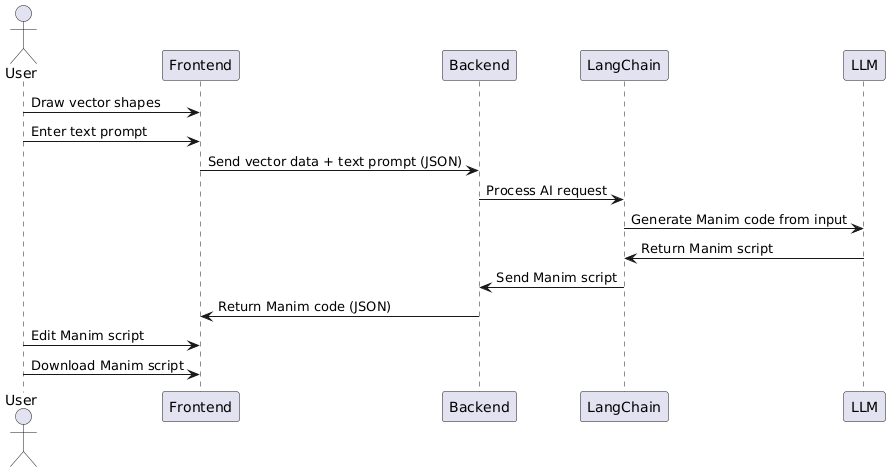 User
Frontend
Backend
LangChain
LLM
Draw vector shapes
Enter text prompt
Send vector data + text prompt (JSON)
Process AI request
Generate Manim code from input
Return Manim script
Send Manim script
Return Manim code (JSON)
Edit Manim script
Download Manim script
User
Frontend
Backend
LangChain
LLM